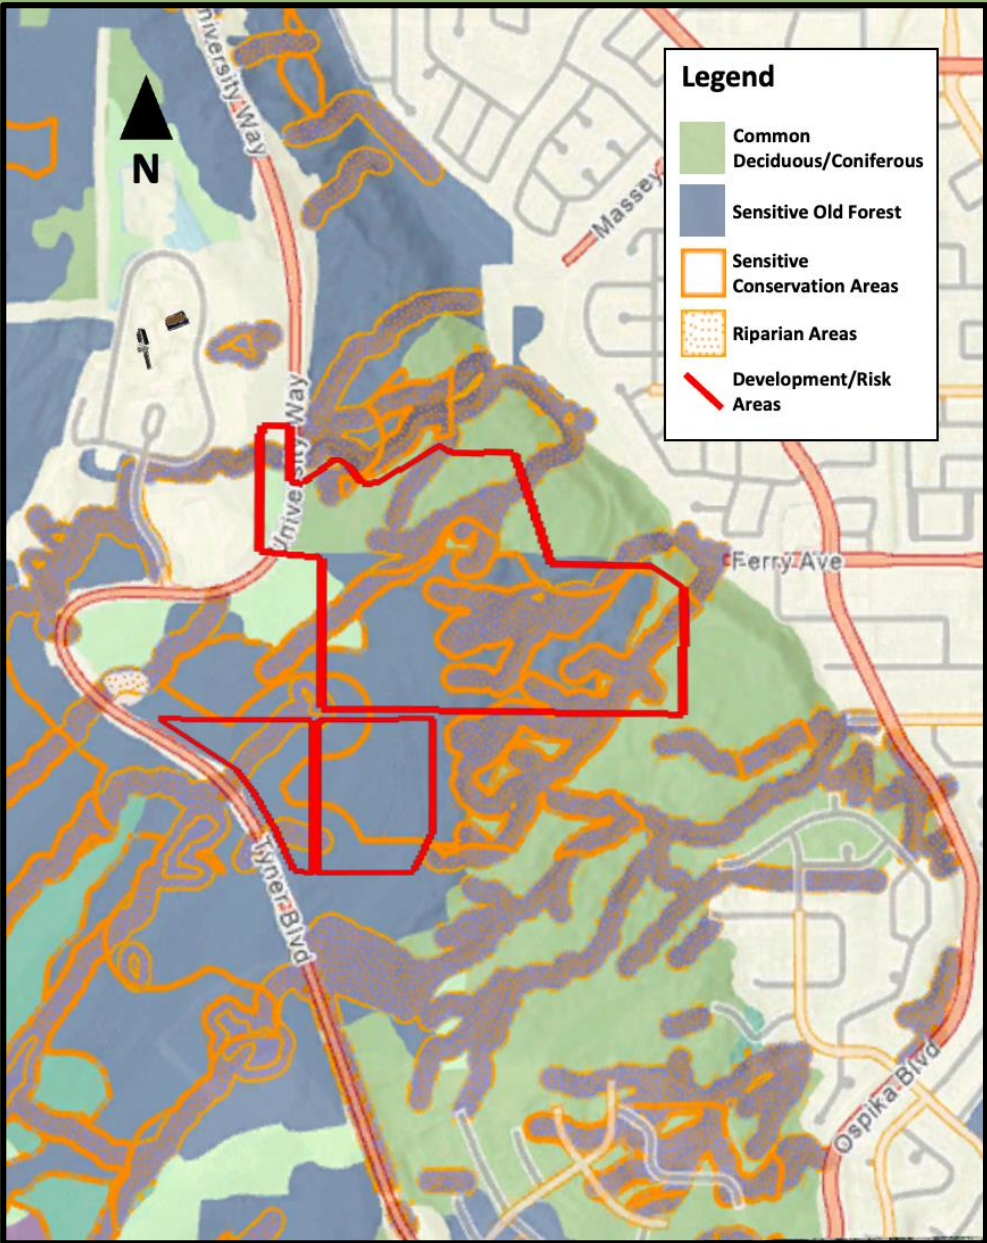 University Way
N
Legend
Common
Deciduous/Coniferous
Sensitive Old Forest
Sensitive
Conservation Areas
Riparian Areas
Development/Risk
Areas
Massey
University Way
Ferry Ave
Tyner Blvd
Ospika Blvd